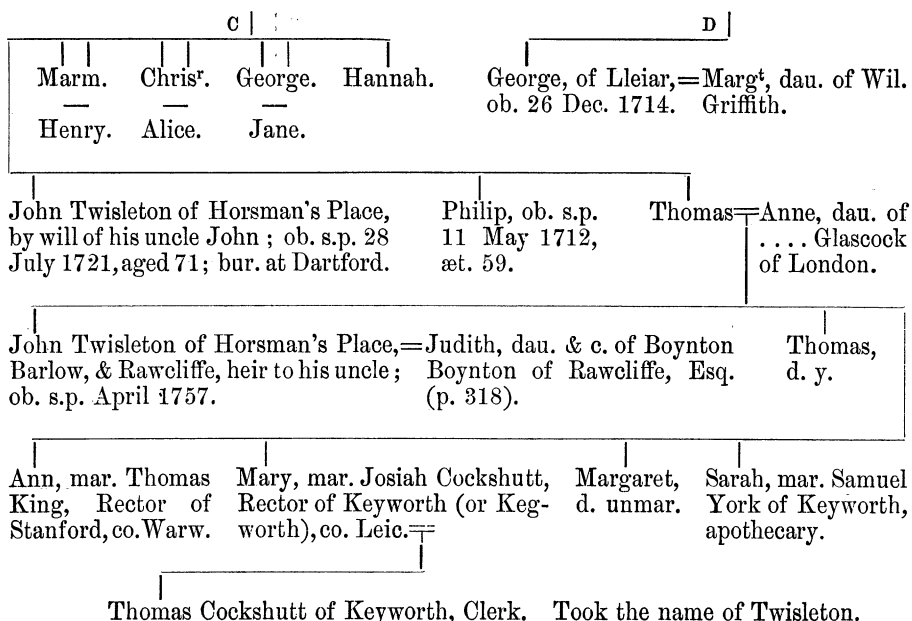 C D
Marm. Chrisʳ. George. Hannah.
Henry. Alice. Jane.
George, of Lleiar,=Margᵗ, dau. of Wil.
ob. 26 Dec. 1714. Griffith.
John Twisleton of Horsman's Place,
by will of his uncle John ; ob. s.p. 28
July 1721, aged 71; bur. at Dartford.
Philip, ob. s.p.
11 May 1712,
æt. 59.
Thomas=Anne, dau. of
.... Glascock
of London.
John Twisleton of Horsman's Place,=Judith, dau. & c. of Boynton
Barlow, & Rawcliffe, heir to his uncle ; Boynton of Rawcliffe, Esq.
ob. s.p. April 1757. (p. 318).
Thomas,
d. y.
Ann, mar. Thomas
King, Rector of
Stanford, co. Warw.
Mary, mar. Josiah Cockshutt,
Rector of Keyworth (or Keg-
worth), co. Leic.=
Margaret,
d. unmar.
Sarah, mar. Samuel
York of Keyworth,
apothecary.
Thomas Cockshutt of Keyworth, Clerk. Took the name of Twisleton.